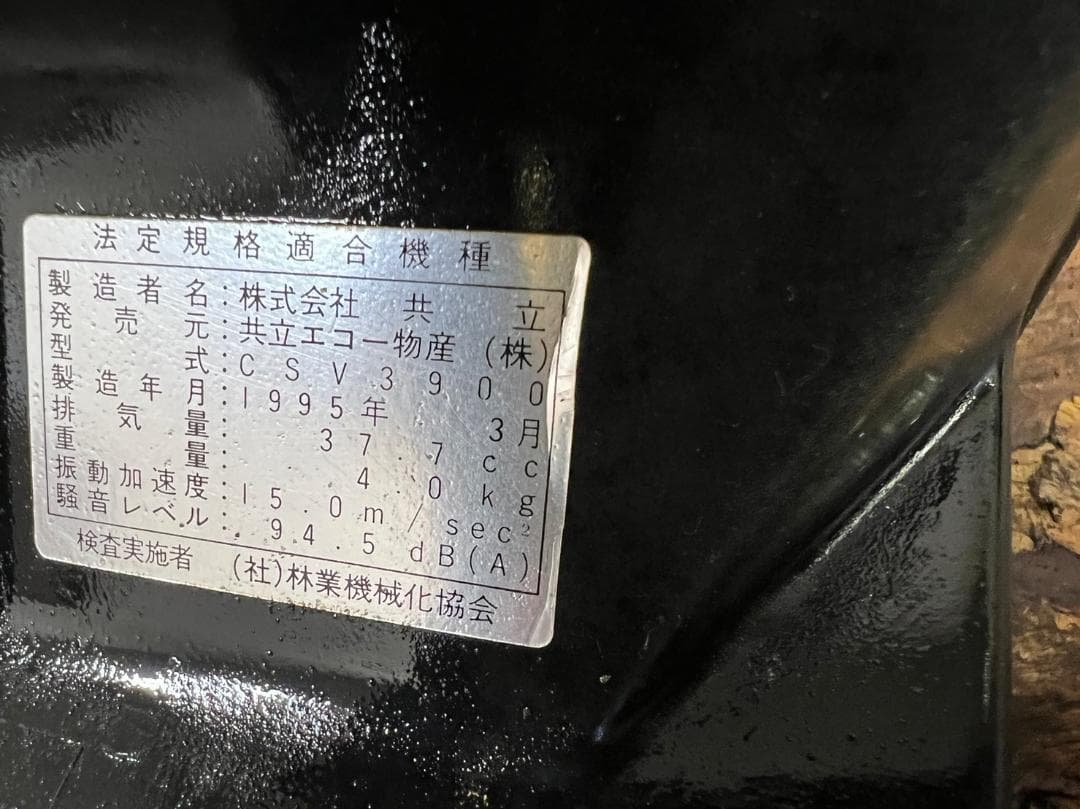 法定規格適合機種
製造者名:株式会社 共立
発売元:共立エコー物産(株)
型式:CSV3900
製造年月:1995年3月
排気量:37.7cc
重量:4.0kg
振動加速度:15.0m/sec²
騒音レベル:94.5dB(A)
検査実施者 (社)林業機械化協会